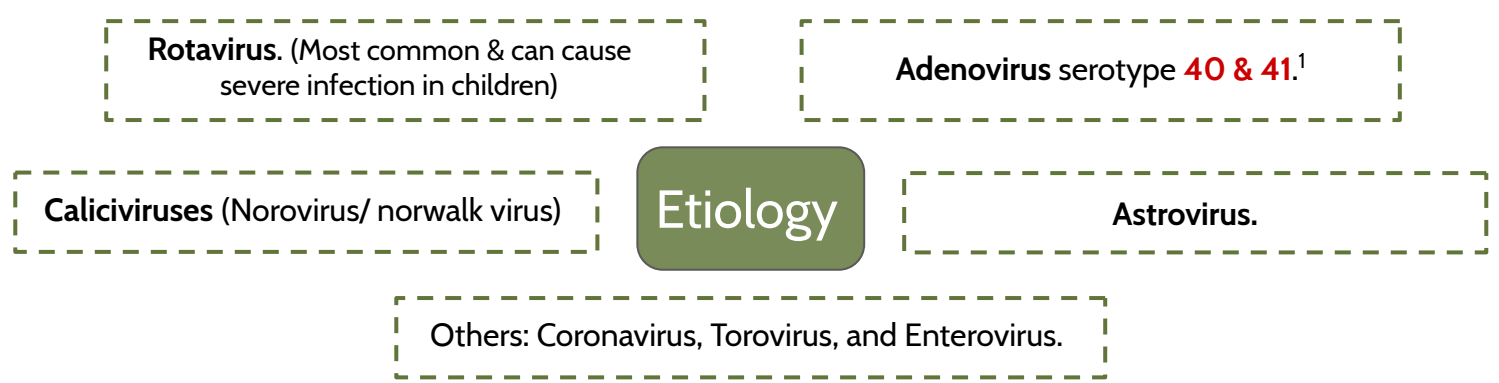 Rotavirus. (Most common & can cause
severe infection in children)
Adenovirus serotype 40 & 41.¹
Caliciviruses (Norovirus/ norwalk virus)
Etiology
Astrovirus.
Others: Coronavirus, Torovirus, and Enterovirus.